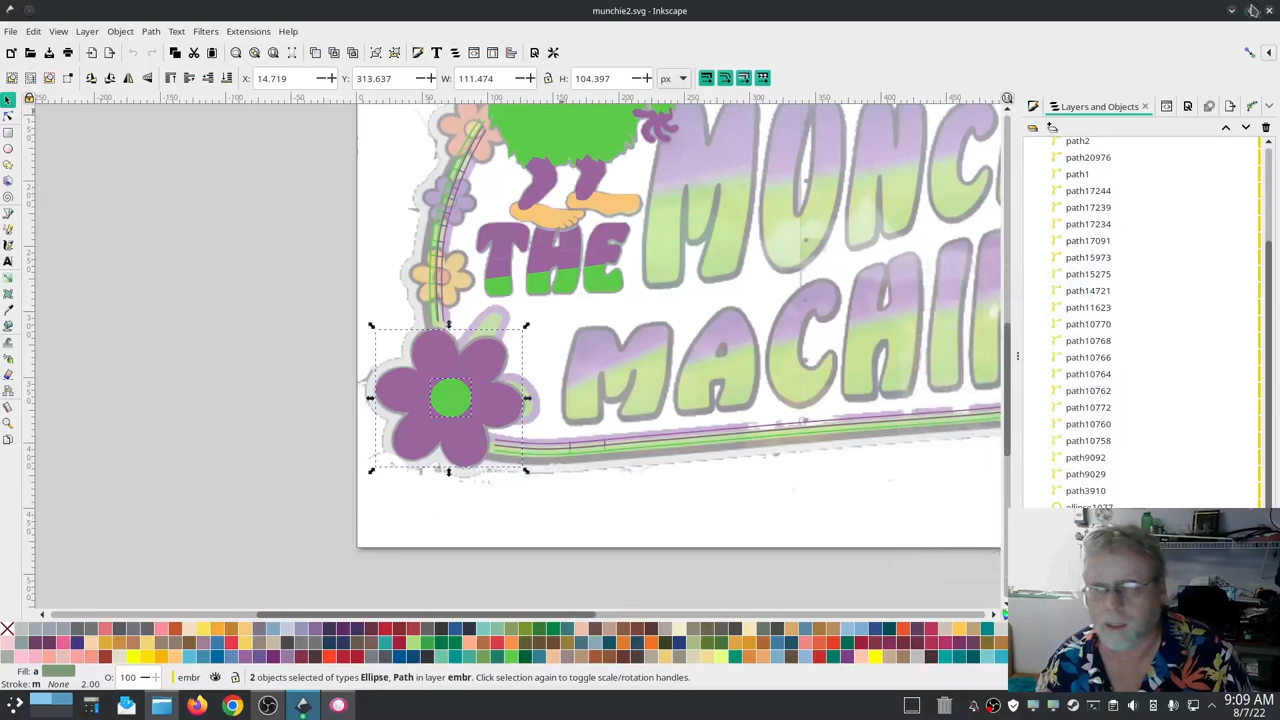 munchie2.svg - Inkscape
File Edit View Layer Object Path Text Filters Extensions Help
X: 14.719 Y: 313.637 W: 111.474 H: 104.397 px
Layers and Objects
path2
path20976
path1
path17244
path17239
path17234
path17091
path15973
path15275
path14721
path11623
path10770
path10768
path10766
path10764
path10762
path10772
path10760
path10758
path9092
path9029
path3910
THE
MUNC
MACHI
Fill: a
Stroke: m None 2.00
O: 100
embr
2 objects selected of types Ellipse, Path in layer embr. Click selection again to toggle scale/rotation handles.
9:09 AM
8/7/22